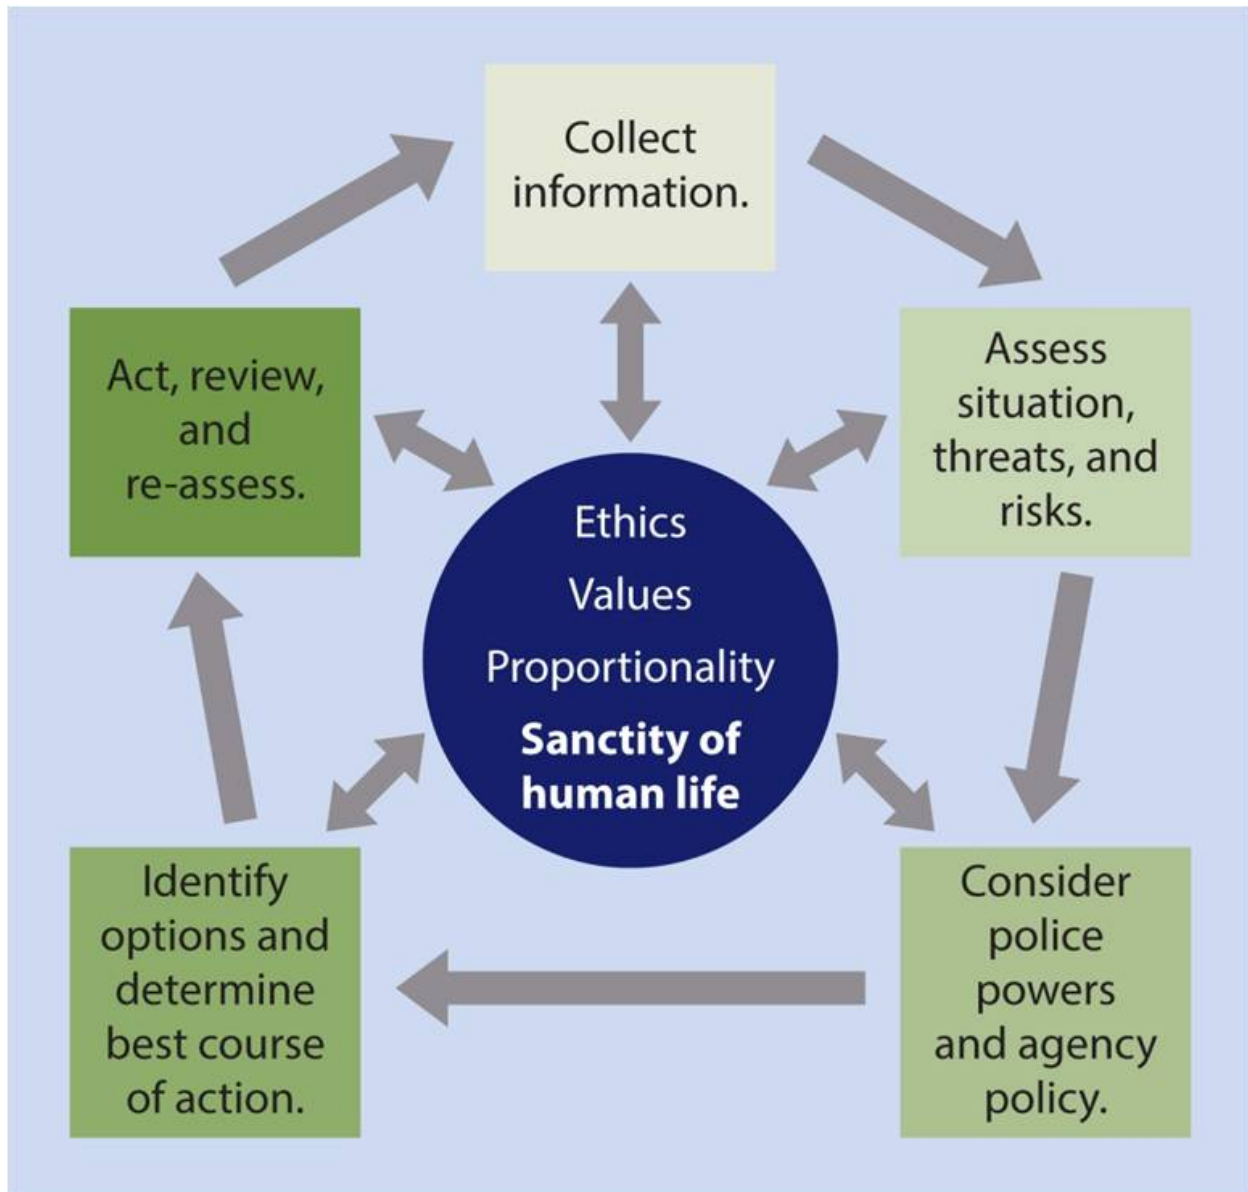 Collect
information.
Assess
situation,
threats, and
risks.
Consider
police
powers
and agency
policy.
Identify
options and
determine
best course
of action.
Act, review,
and
re-assess.
Ethics
Values
Proportionality
Sanctity of
human life